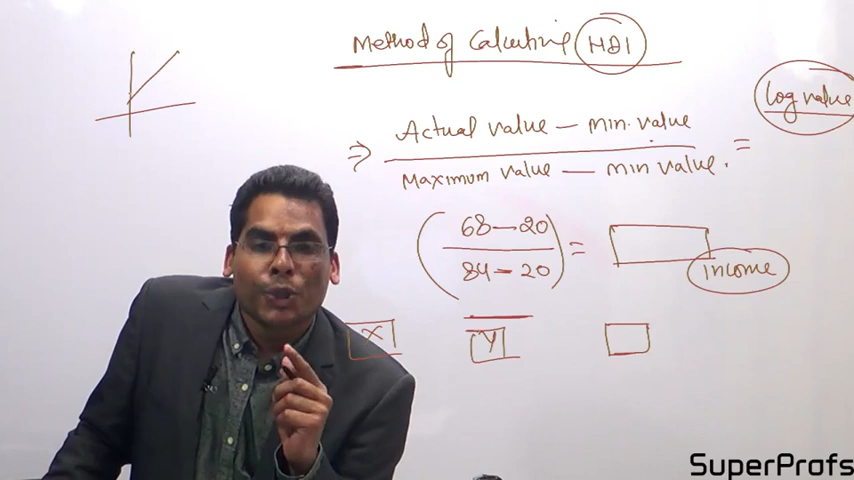 Method of Calculating HDI
log value
Actual value — min. value
=
⇒
Maximum value — min value.
68 — 20
=
84 — 20
income
X
Y
SuperProfs